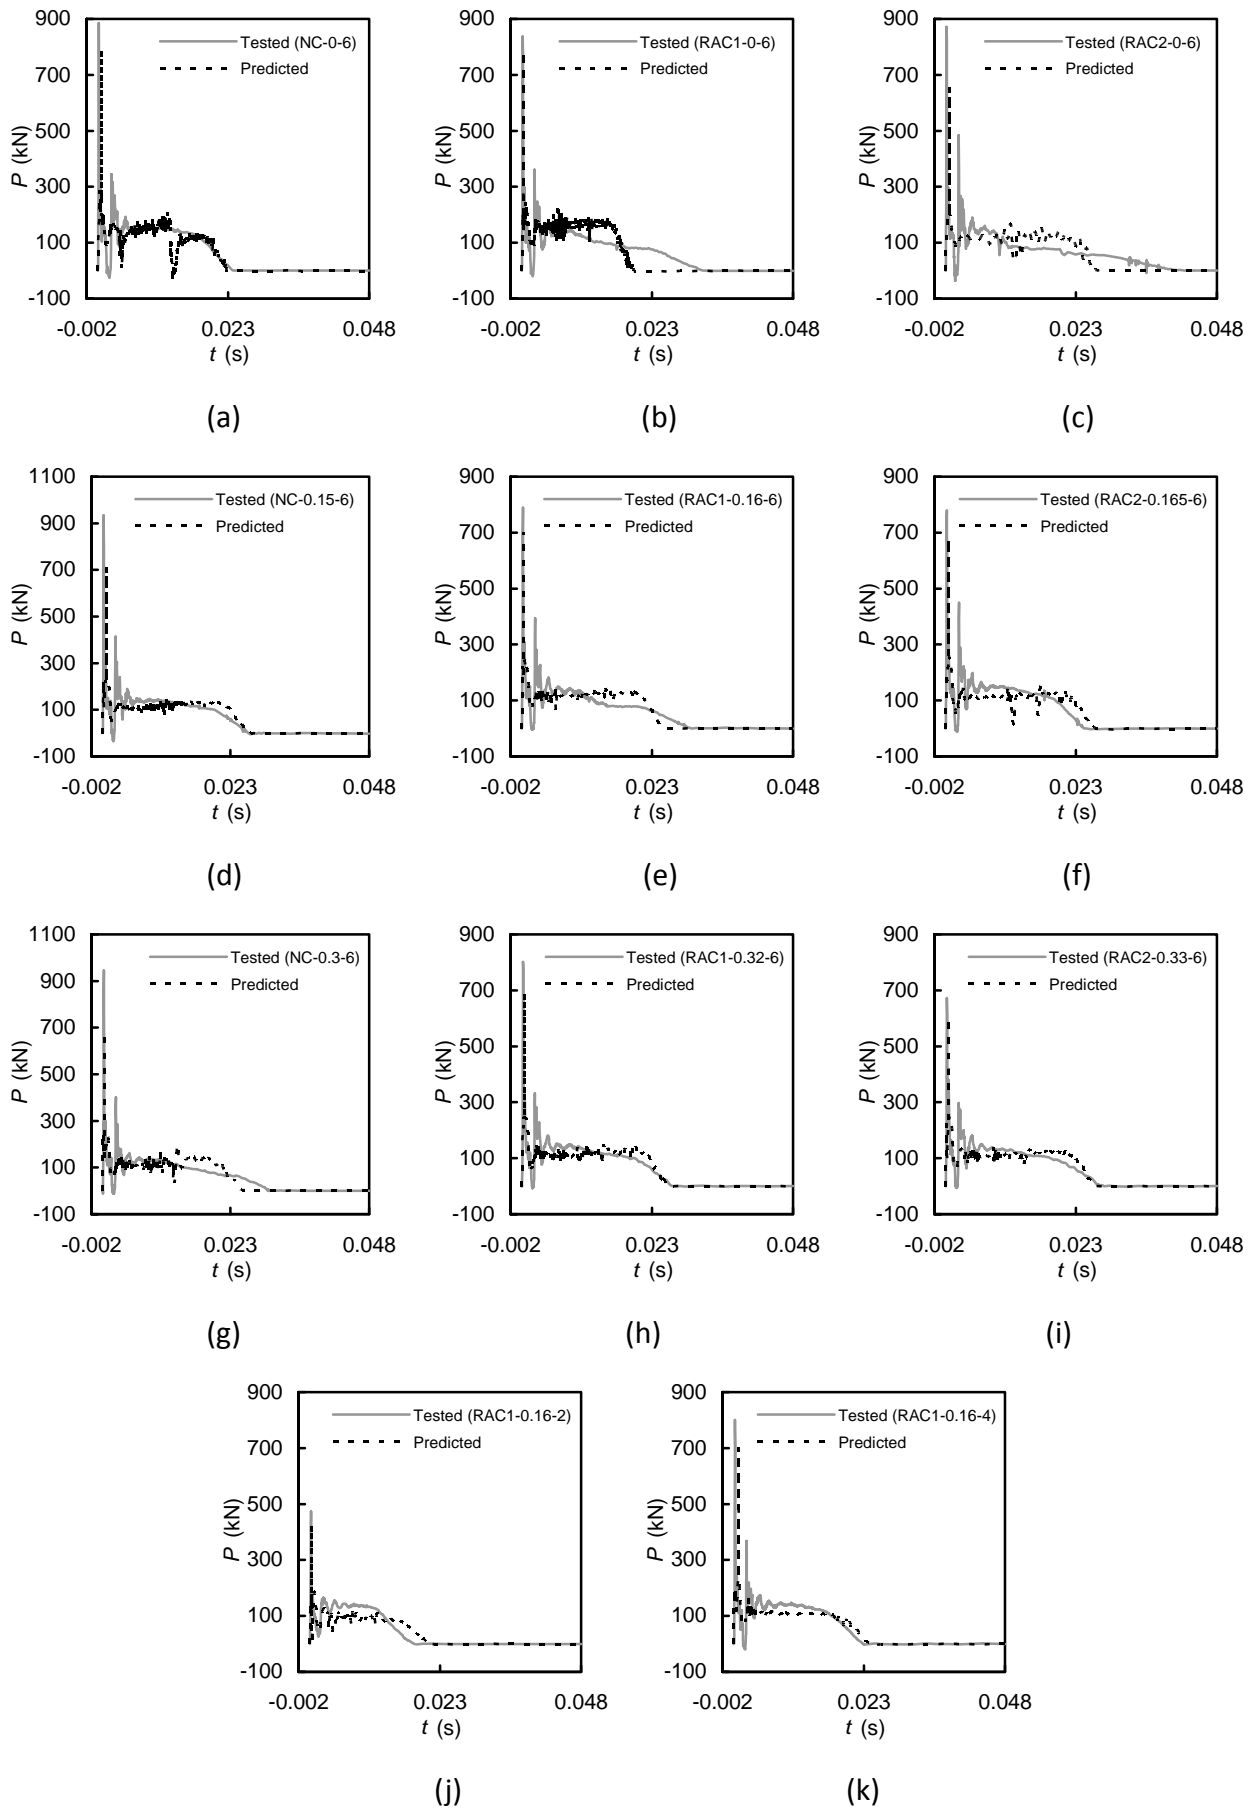 900
700
500
300
100
-100
P (kN)
Tested (NC-0-6)
Predicted
-0.002 0.023 0.048
t (s)
(a)
900
700
500
300
100
-100
P (kN)
Tested (RAC1-0-6)
Predicted
-0.002 0.023 0.048
t (s)
(b)
900
700
500
300
100
-100
P (kN)
Tested (RAC2-0-6)
Predicted
-0.002 0.023 0.048
t (s)
(c)
1100
900
700
500
300
100
-100
P (kN)
Tested (NC-0.15-6)
Predicted
-0.002 0.023 0.048
t (s)
(d)
900
700
500
300
100
-100
P (kN)
Tested (RAC1-0.16-6)
Predicted
-0.002 0.023 0.048
t (s)
(e)
900
700
500
300
100
-100
P (kN)
Tested (RAC2-0.165-6)
Predicted
-0.002 0.023 0.048
t (s)
(f)
1100
900
700
500
300
100
-100
P (kN)
Tested (NC-0.3-6)
Predicted
-0.002 0.023 0.048
t (s)
(g)
900
700
500
300
100
-100
P (kN)
Tested (RAC1-0.32-6)
Predicted
-0.002 0.023 0.048
t (s)
(h)
900
700
500
300
100
-100
P (kN)
Tested (RAC2-0.33-6)
Predicted
-0.002 0.023 0.048
t (s)
(i)
900
700
500
300
100
-100
P (kN)
Tested (RAC1-0.16-2)
Predicted
-0.002 0.023 0.048
t (s)
(j)
900
700
500
300
100
-100
P (kN)
Tested (RAC1-0.16-4)
Predicted
-0.002 0.023 0.048
t (s)
(k)